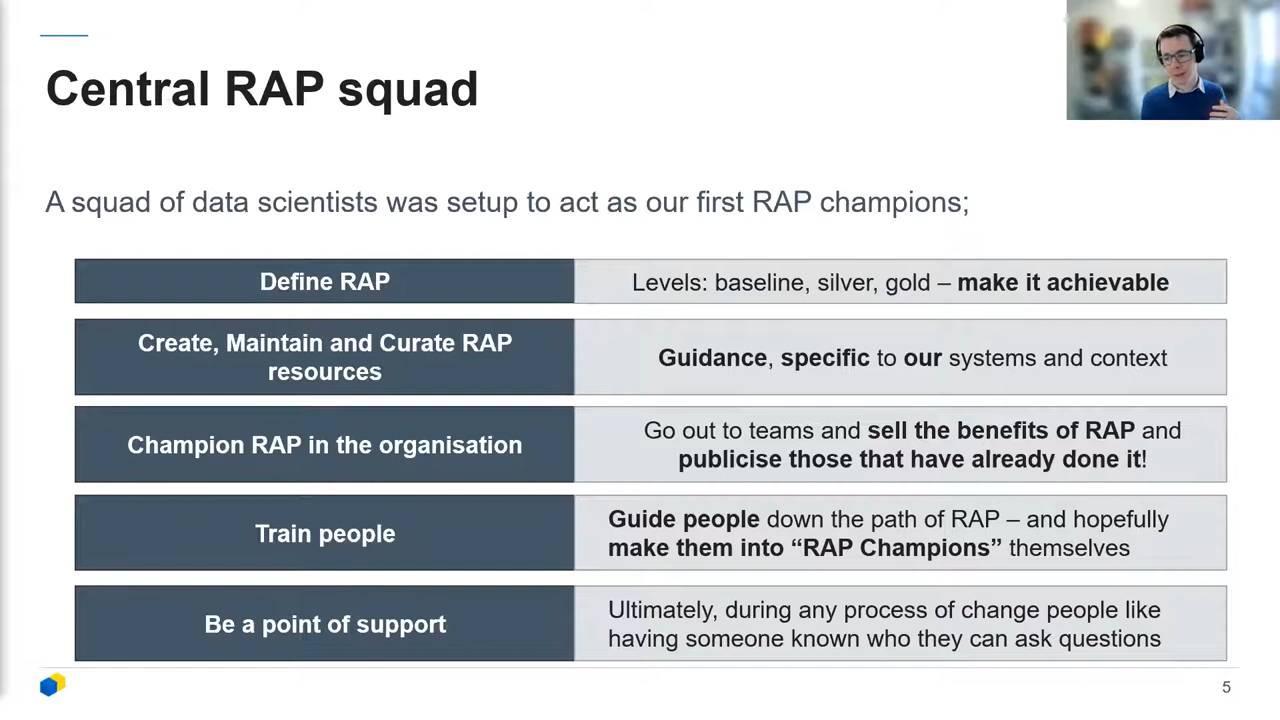 Central RAP squad
A squad of data scientists was setup to act as our first RAP champions;
Define RAP
Levels: baseline, silver, gold – make it achievable
Create, Maintain and Curate RAP
resources
Guidance, specific to our systems and context
Champion RAP in the organisation
Go out to teams and sell the benefits of RAP and
publicise those that have already done it!
Train people
Guide people down the path of RAP – and hopefully
make them into “RAP Champions” themselves
Be a point of support
Ultimately, during any process of change people like
having someone known who they can ask questions
5